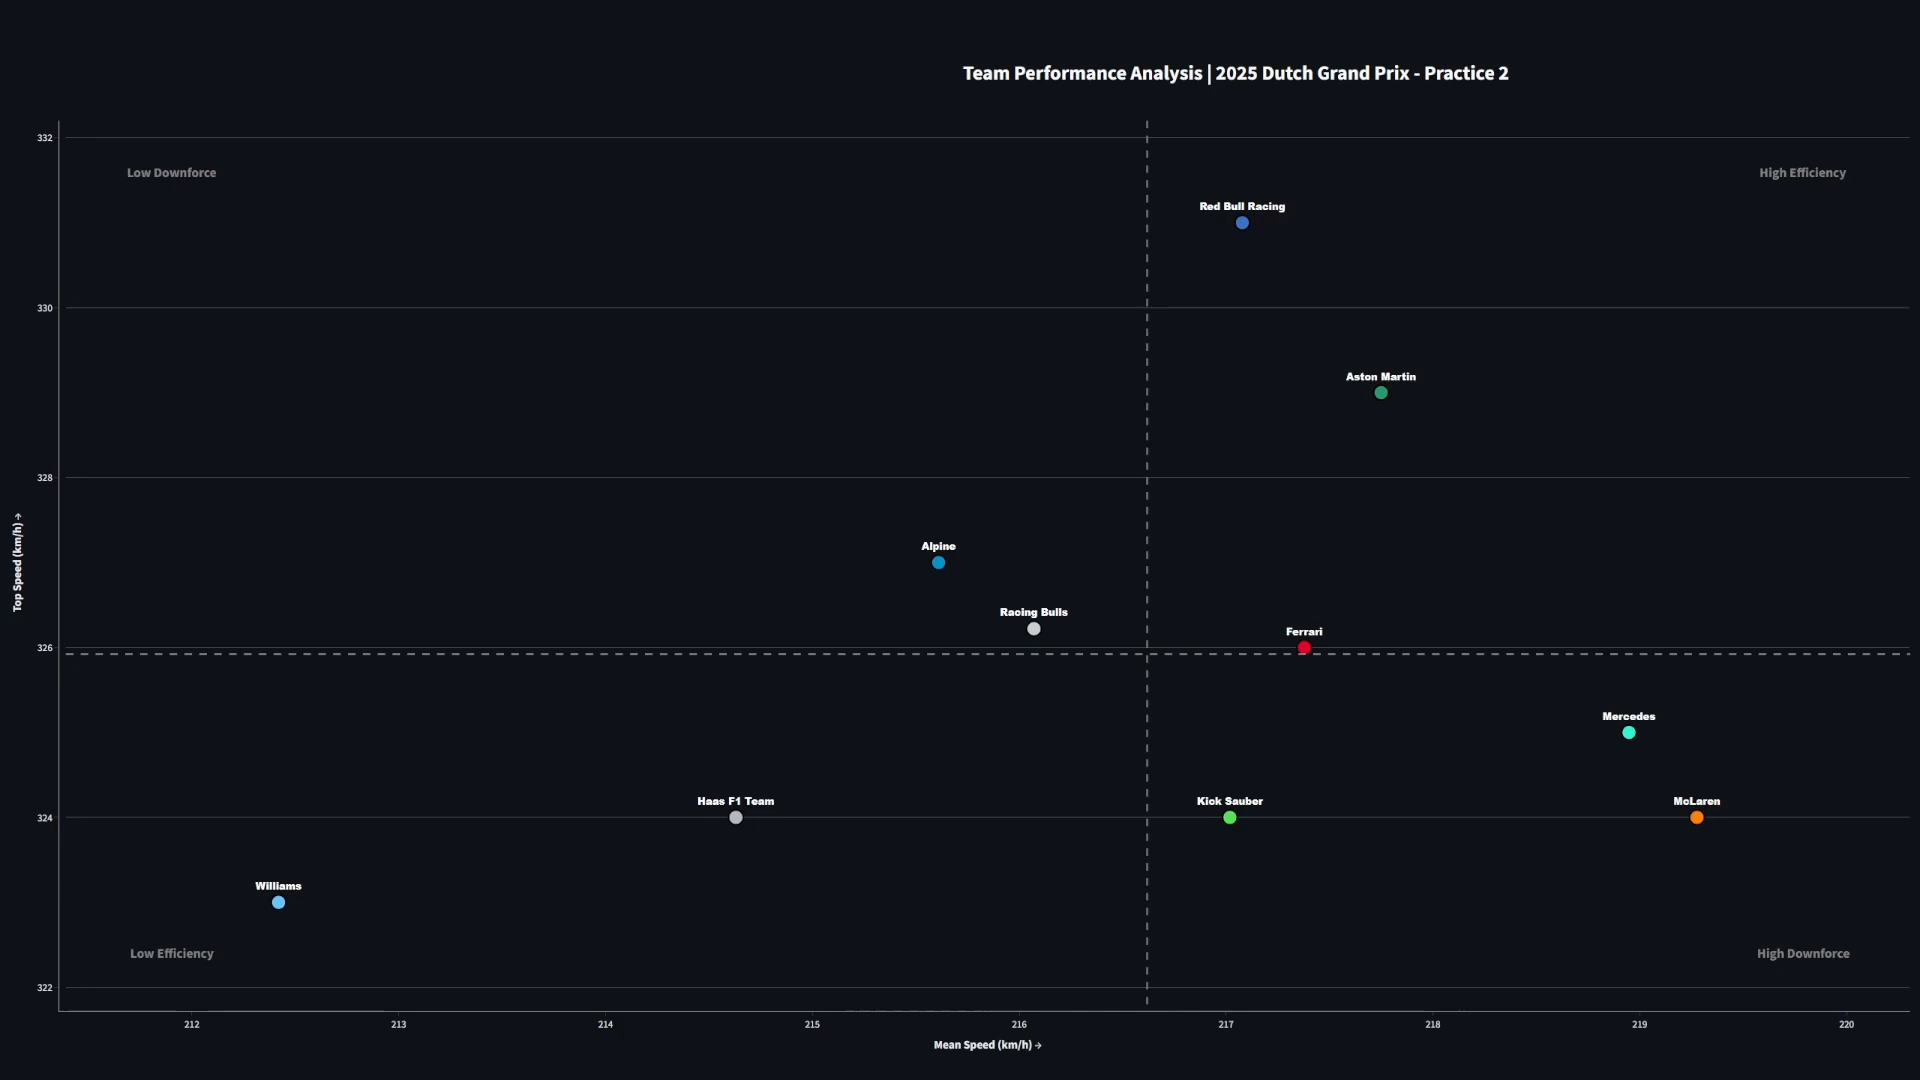 Team Performance Analysis | 2025 Dutch Grand Prix - Practice 2
332
Low Downforce
High Efficiency
Red Bull Racing
330
Aston Martin
328
Top Speed (km/h) →
Alpine
Racing Bulls
Ferrari
326
Mercedes
Haas F1 Team
Kick Sauber
McLaren
324
Williams
Low Efficiency
High Downforce
322
212 213 214 215 216 217 218 219 220
Mean Speed (km/h) →